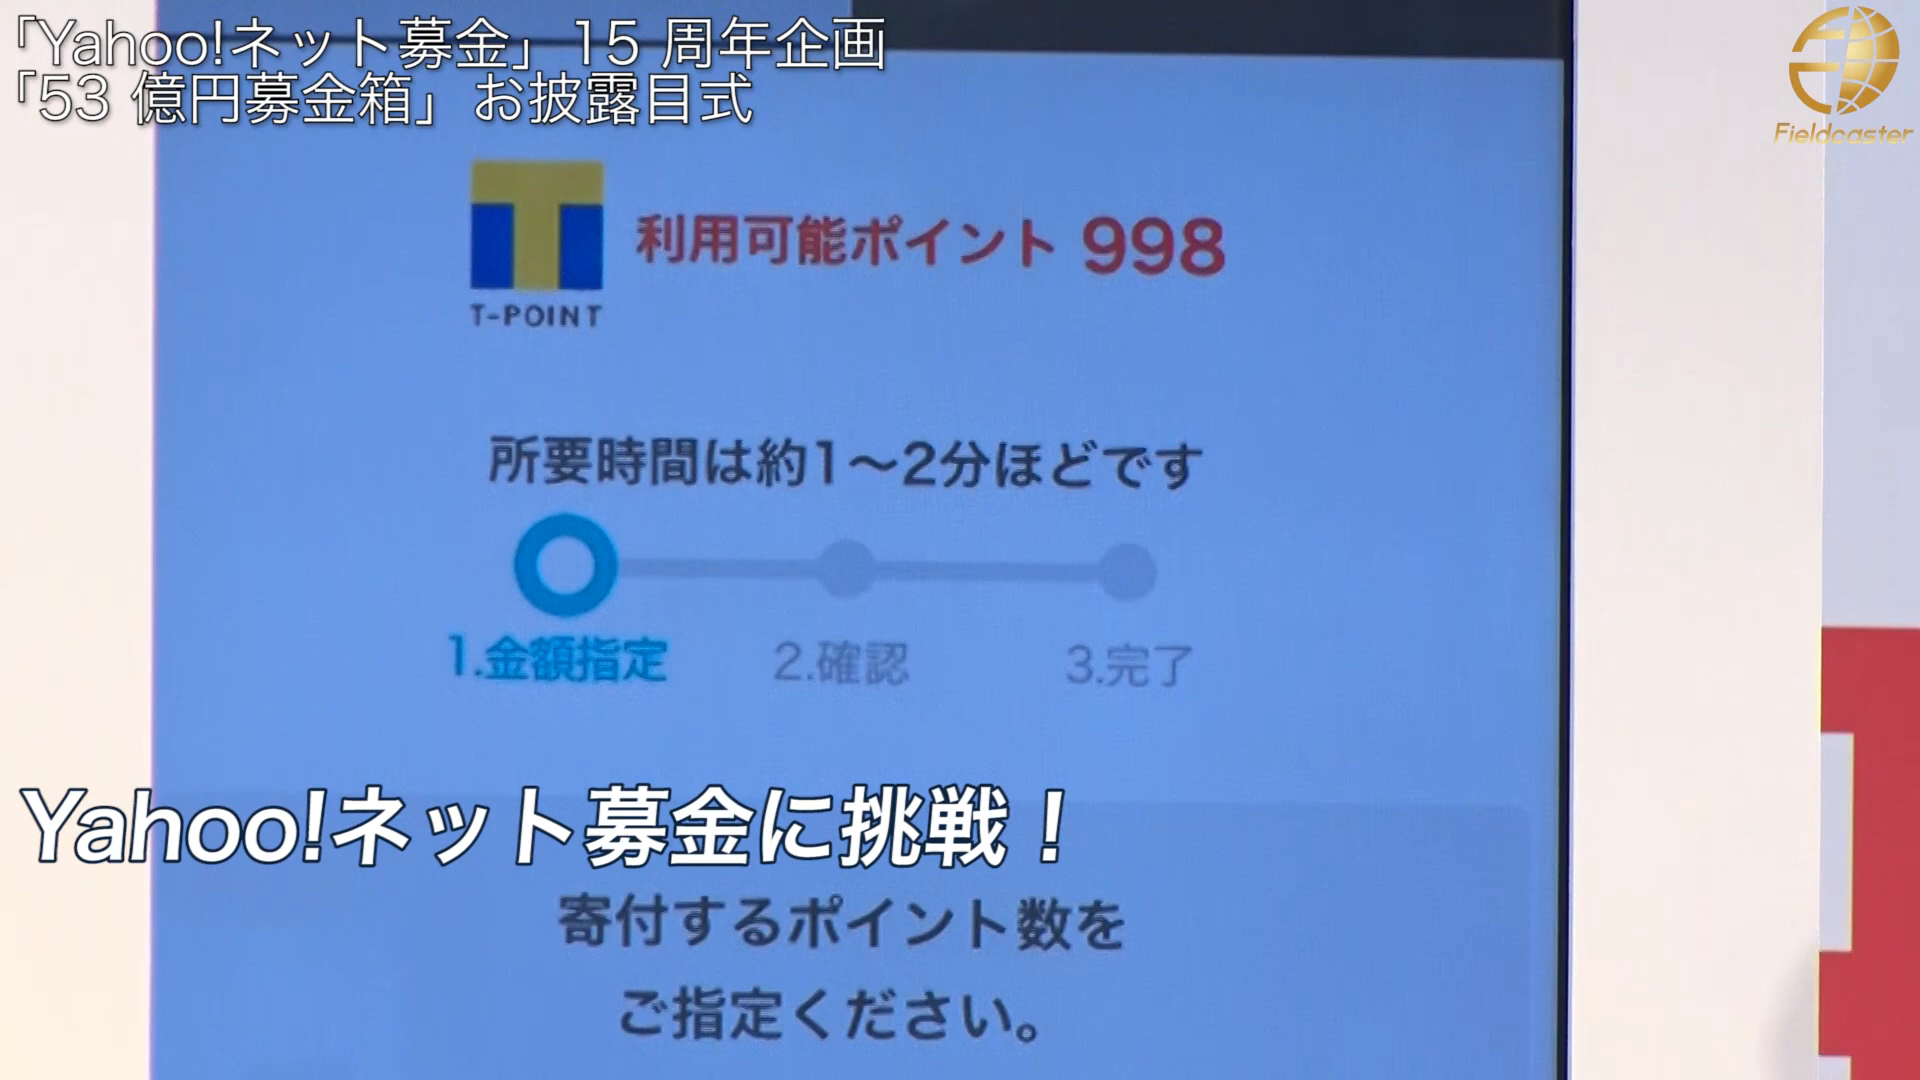 「Yahoo!ネット募金」15 周年企画
「53 億円募金箱」お披露目式
Fieldcaster
T-POINT
利用可能ポイント 998
所要時間は約1〜2分ほどです
1.金額指定
2.確認
3.完了
Yahoo!ネット募金に挑戦！
寄付するポイント数を
ご指定ください。